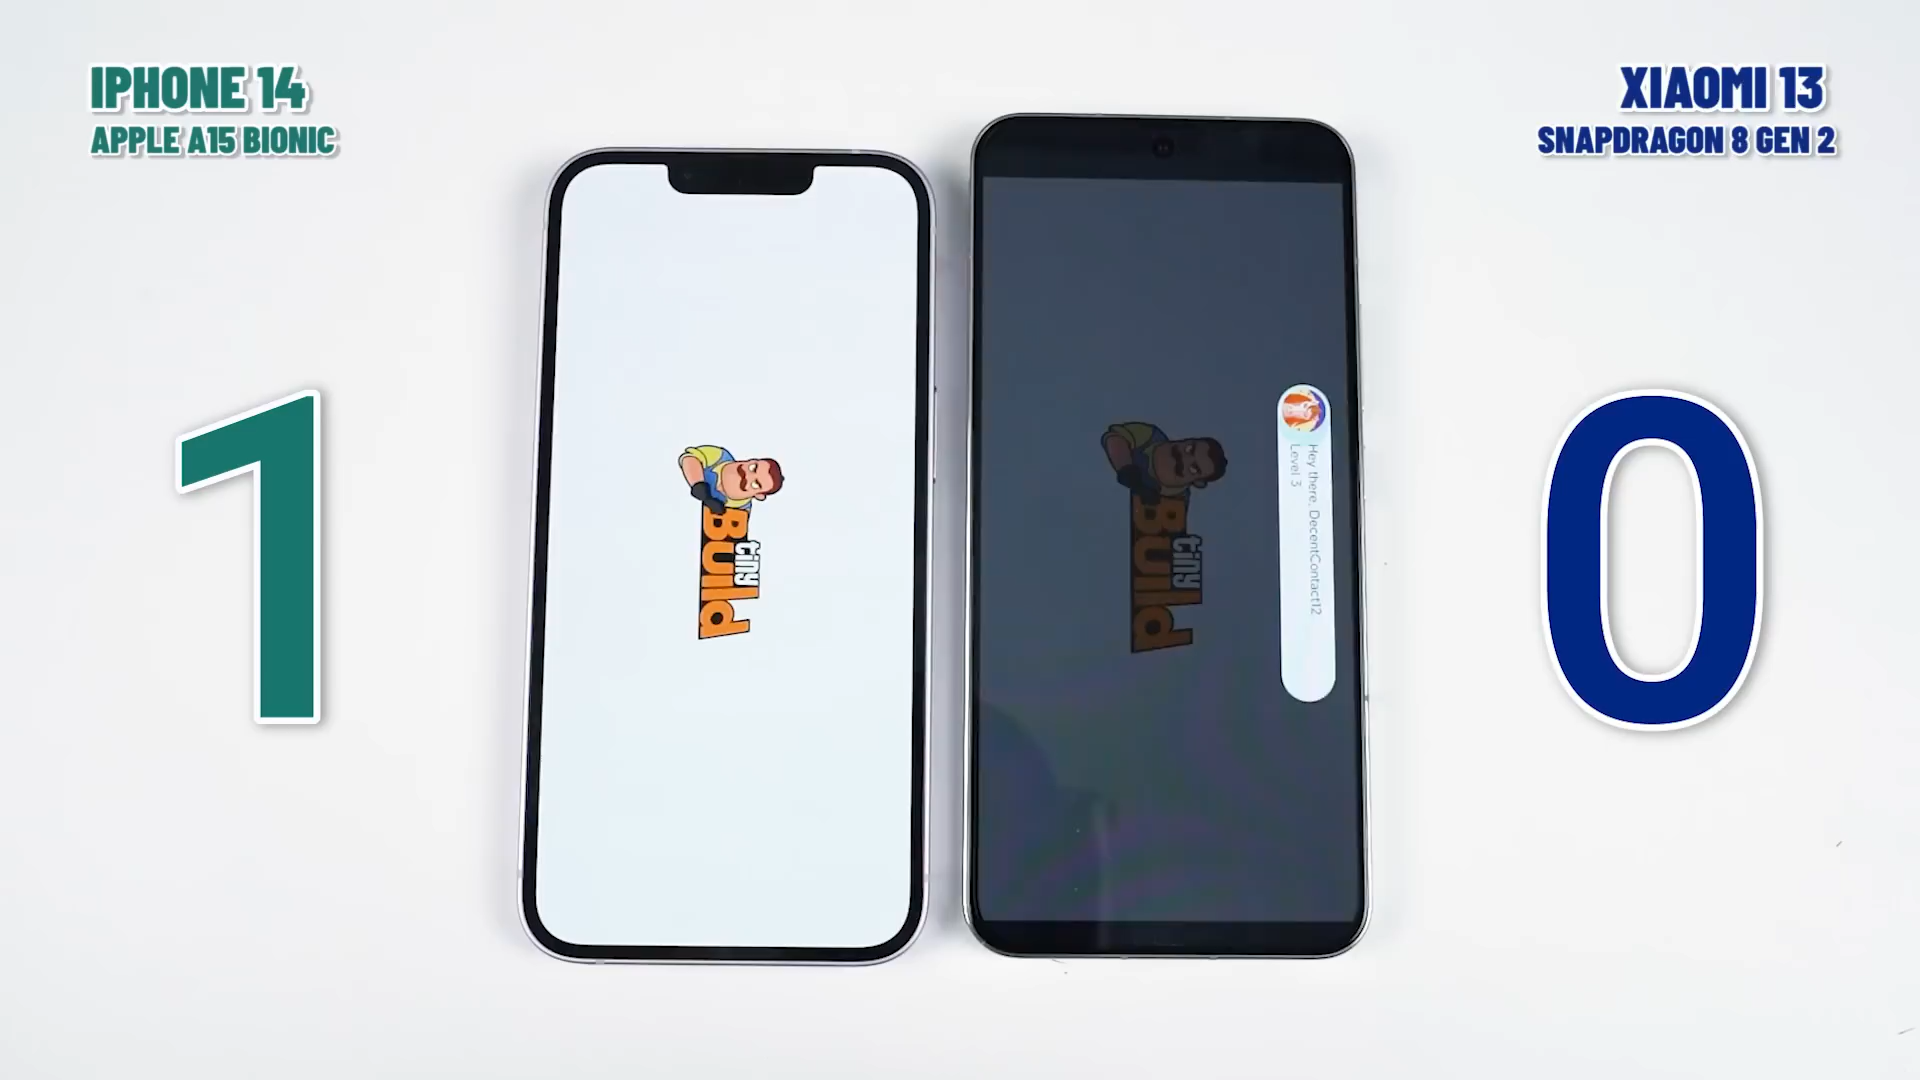 IPHONE 14
APPLE A15 BIONIC
XIAOMI 13
SNAPDRAGON 8 GEN 2
1
0
tiny
BUIld
tiny
BUIld
Hey there, DecentContact12
Level 3